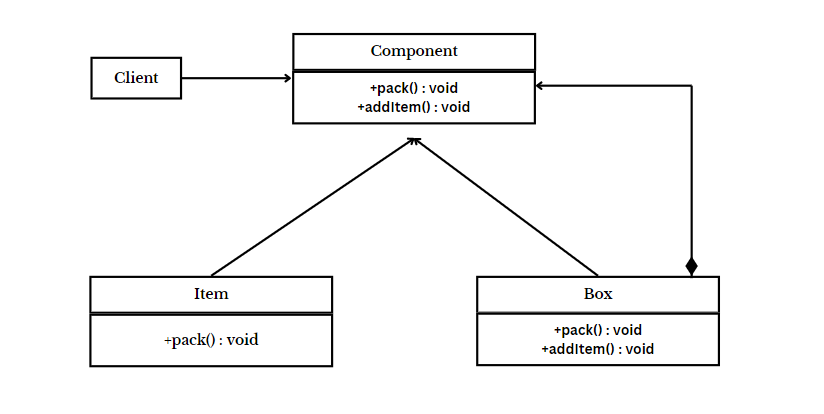 Component
Client
+pack() : void
+addItem() : void
Item
Box
+pack() : void
+pack() : void
+addItem() : void